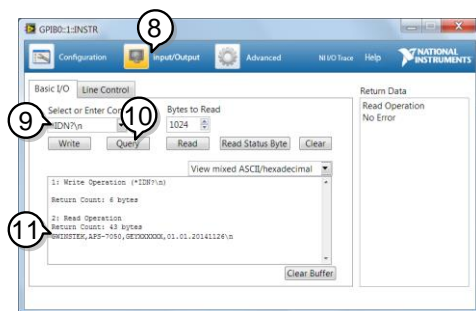 GPIB0::1::INSTR
8
Configuration
Input/Output
Advanced
NI I/O Trace
Help
NATIONAL
INSTRUMENTS
Basic I/O
Line Control
Return Data
Select or Enter Co
Bytes to Read
Read Operation
No Error
9
*IDN?\n
10
1024
Write
Query
Read
Read Status Byte
Clear
View mixed ASCII/hexadecimal
1: Write Operation (*IDN?\n)
Return Count: 6 bytes
2: Read Operation
11
Return Count: 43 bytes
GWINSTEK,APS-7050,GEYXXXXXX,01.01.20141126\n
Clear Buffer